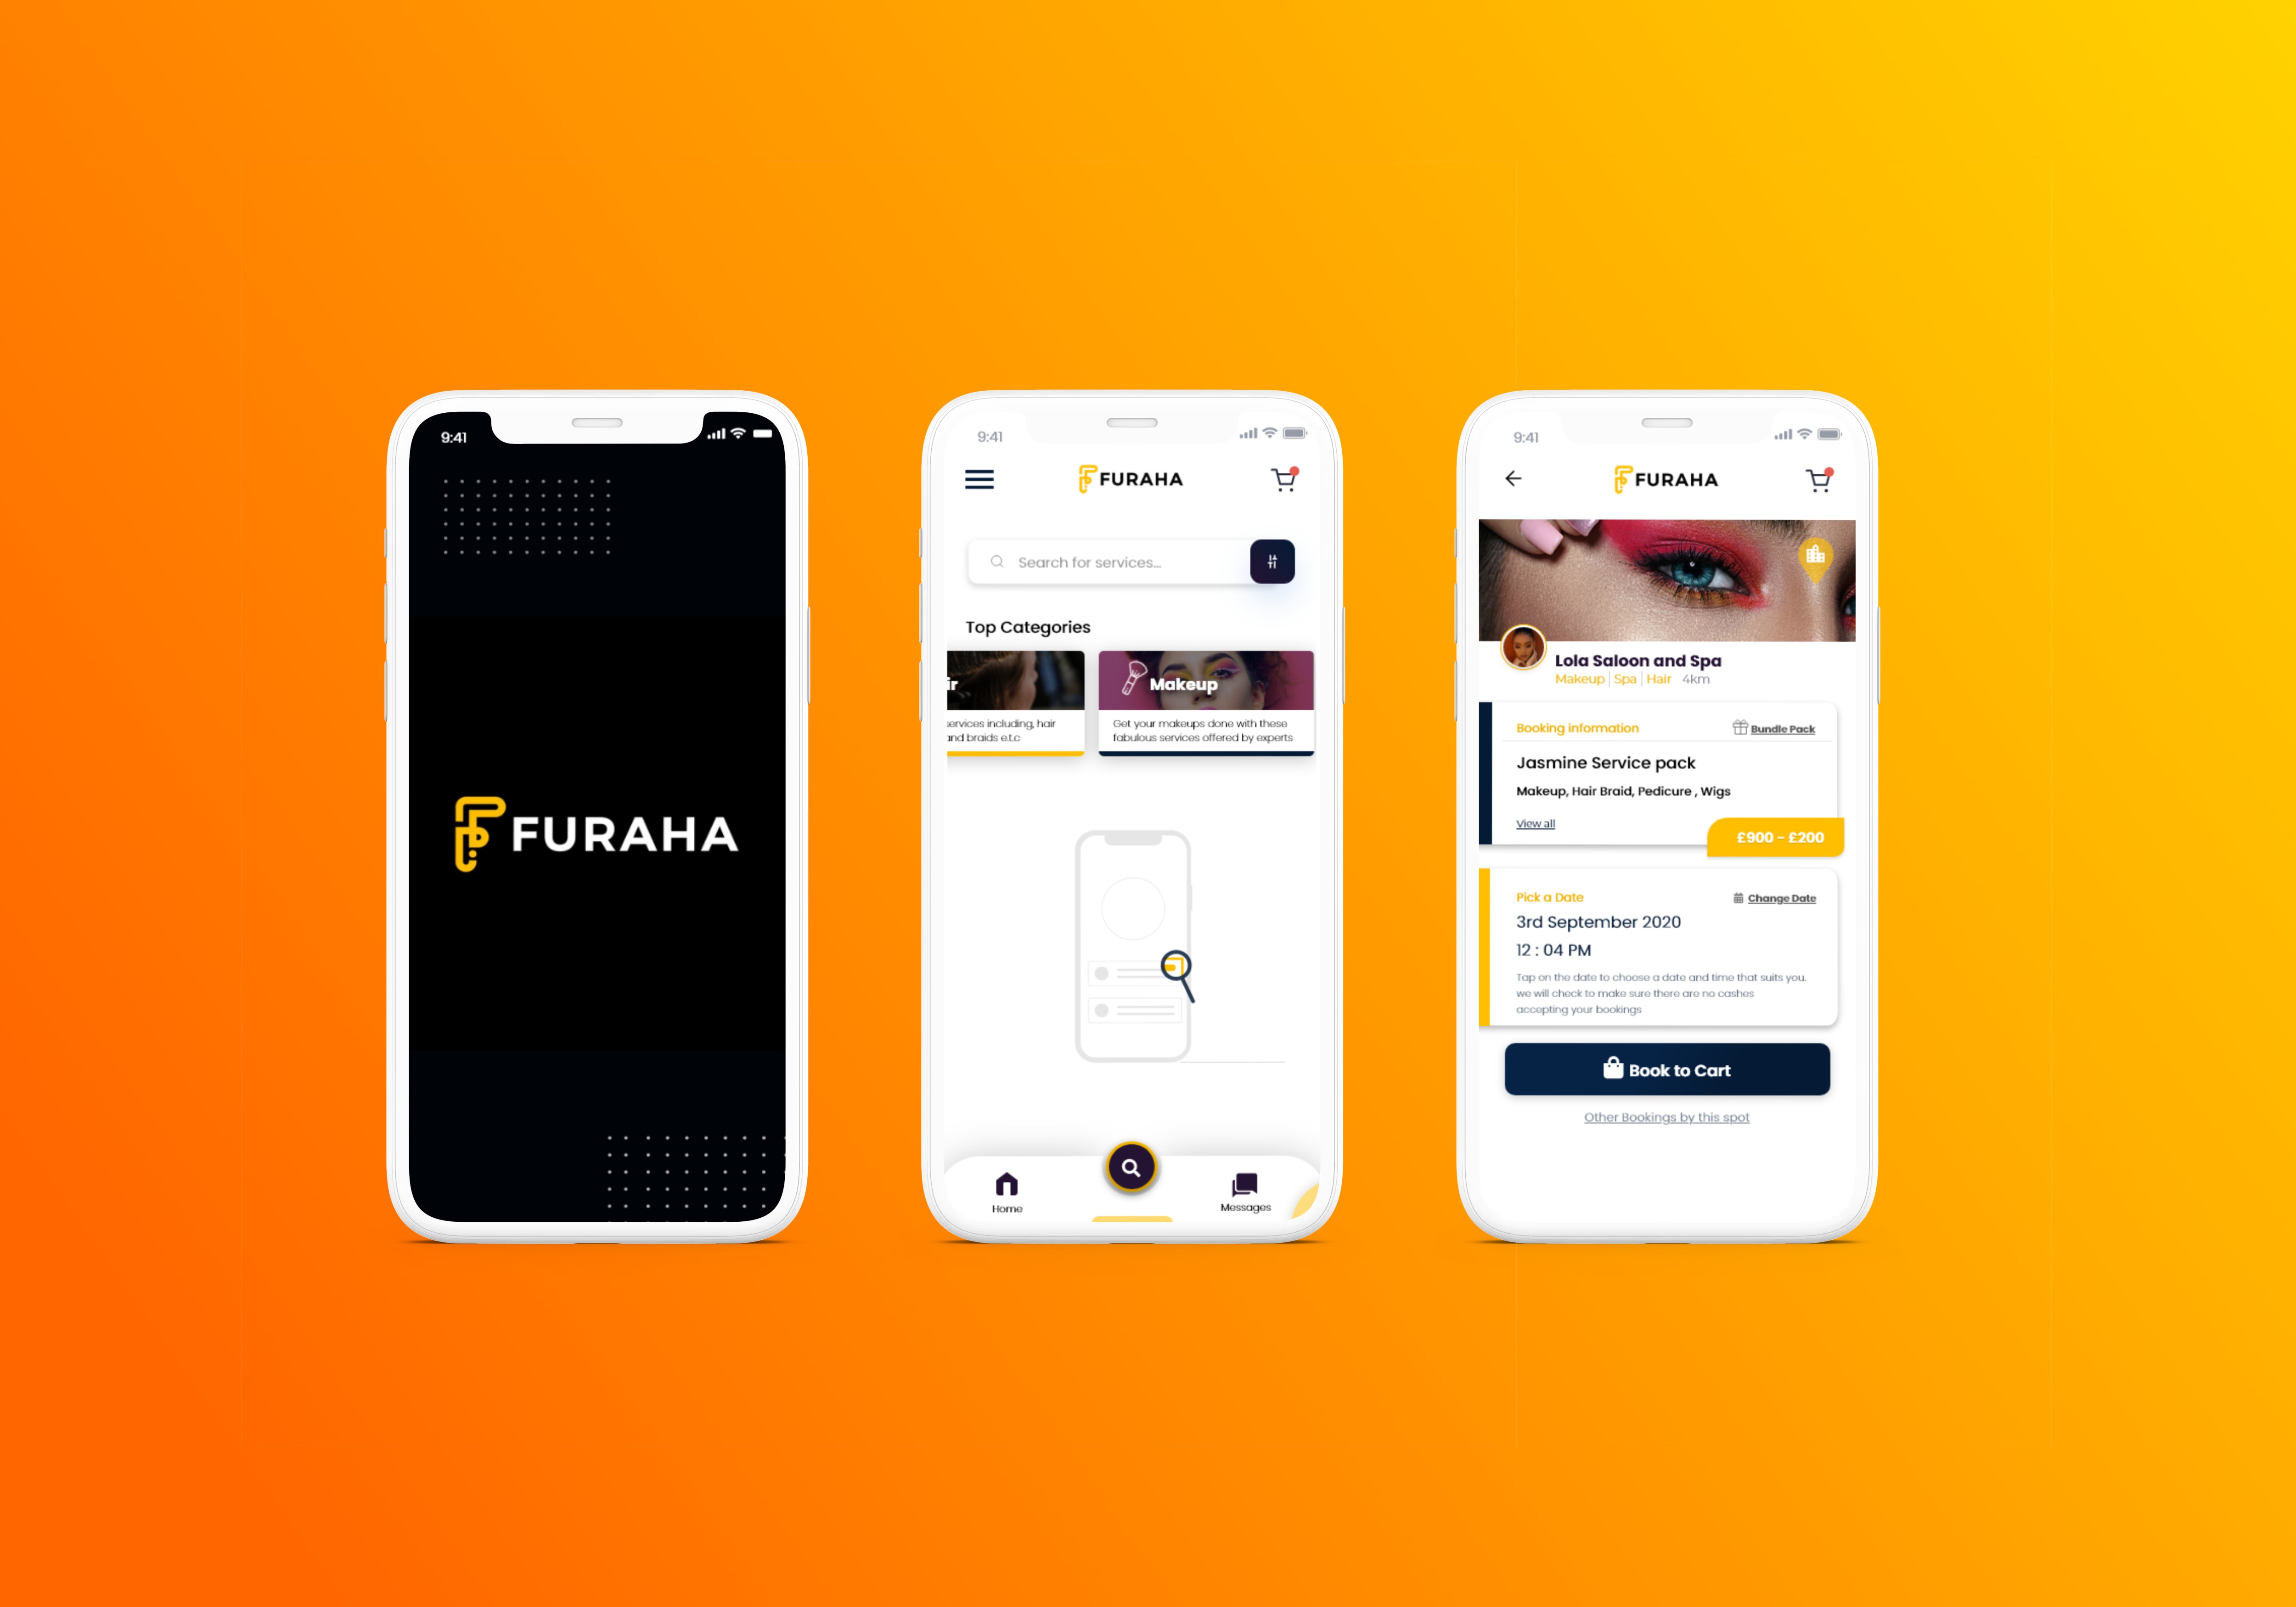 9:41
FURAHA
9:41
FURAHA
Search for services...
Top Categories
ir
Makeup
services including, hair
and braids e.t.c
Get your makeups done with these
fabulous services offered by experts
Home
Messages
9:41
FURAHA
Lola Saloon and Spa
Makeup | Spa | Hair 4km
Booking information
Bundle Pack
Jasmine Service pack
Makeup, Hair Braid, Pedicure , Wigs
View all
£900 - £200
Pick a Date
Change Date
3rd September 2020
12 : 04 PM
Tap on the date to choose a date and time that suits you.
we will check to make sure there are no cashes
accepting your bookings
Book to Cart
Other Bookings by this spot